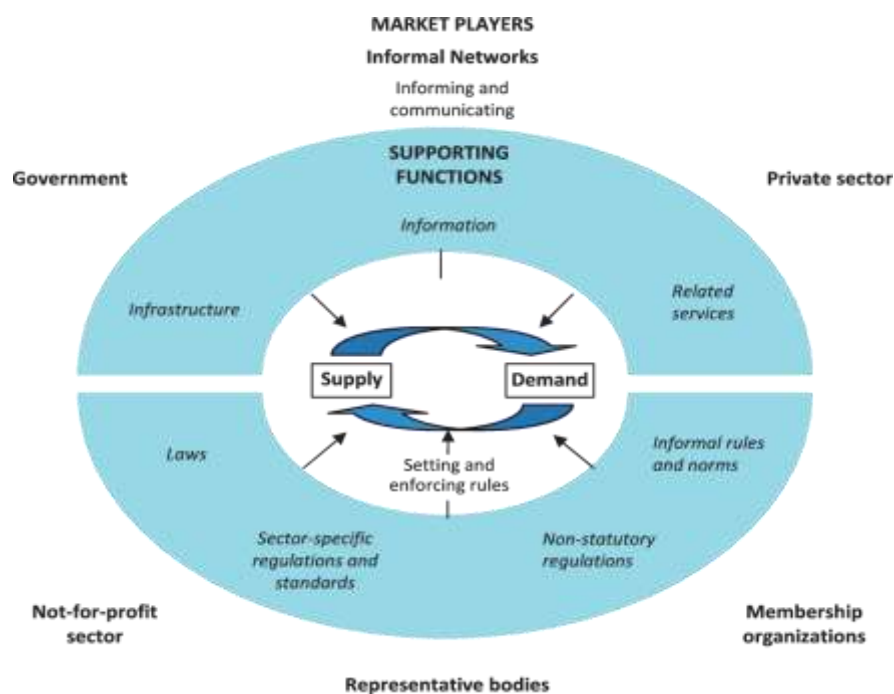 MARKET PLAYERS
Informal Networks
Informing and
communicating
Government
SUPPORTING
FUNCTIONS
Private sector
Information
Infrastructure
Related
services
Supply
Demand
Laws
Setting and
enforcing rules
Informal rules
and norms
Sector-specific
regulations and
standards
Non-statutory
regulations
Not-for-profit
sector
Membership
organizations
Representative bodies